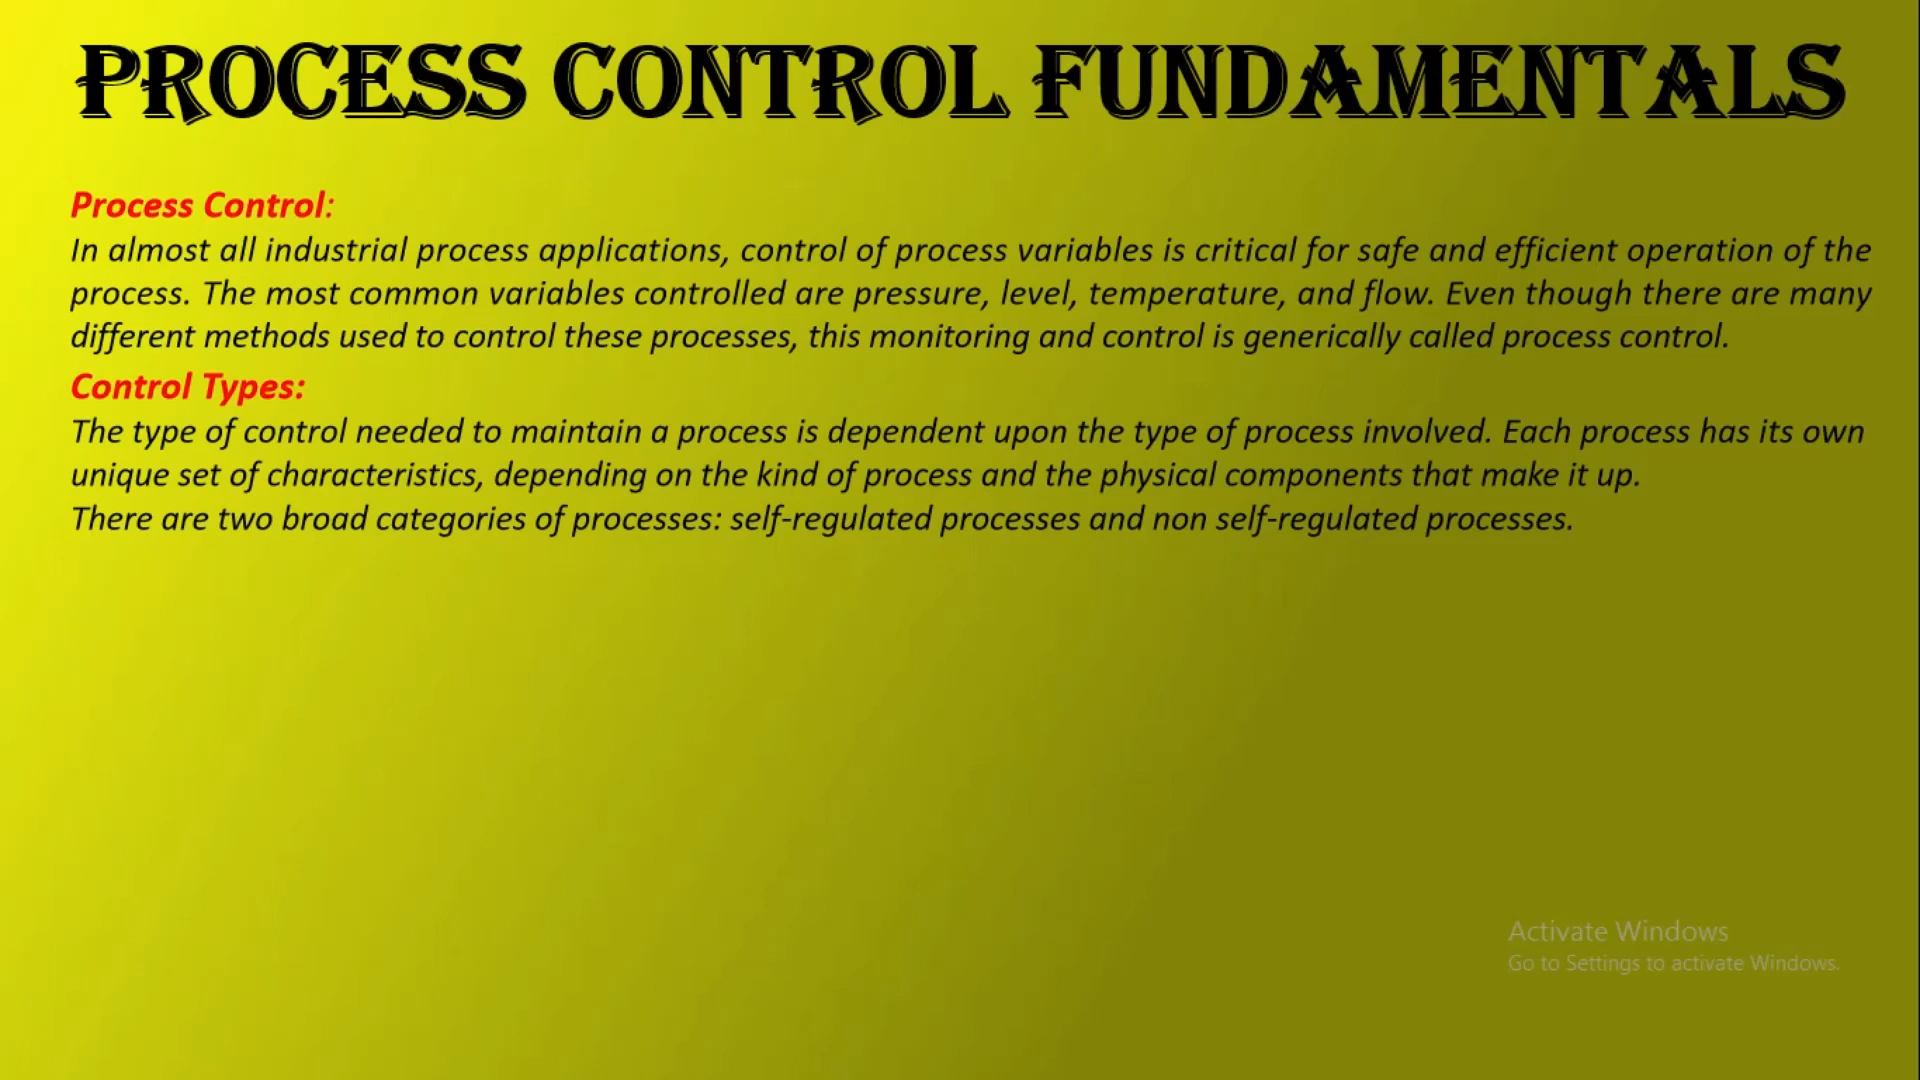 PROCESS CONTROL FUNDAMENTALS
Process Control:
In almost all industrial process applications, control of process variables is critical for safe and efficient operation of the
process. The most common variables controlled are pressure, level, temperature, and flow. Even though there are many
different methods used to control these processes, this monitoring and control is generically called process control.
Control Types:
The type of control needed to maintain a process is dependent upon the type of process involved. Each process has its own
unique set of characteristics, depending on the kind of process and the physical components that make it up.
There are two broad categories of processes: self-regulated processes and non self-regulated processes.
Activate Windows
Go to Settings to activate Windows.